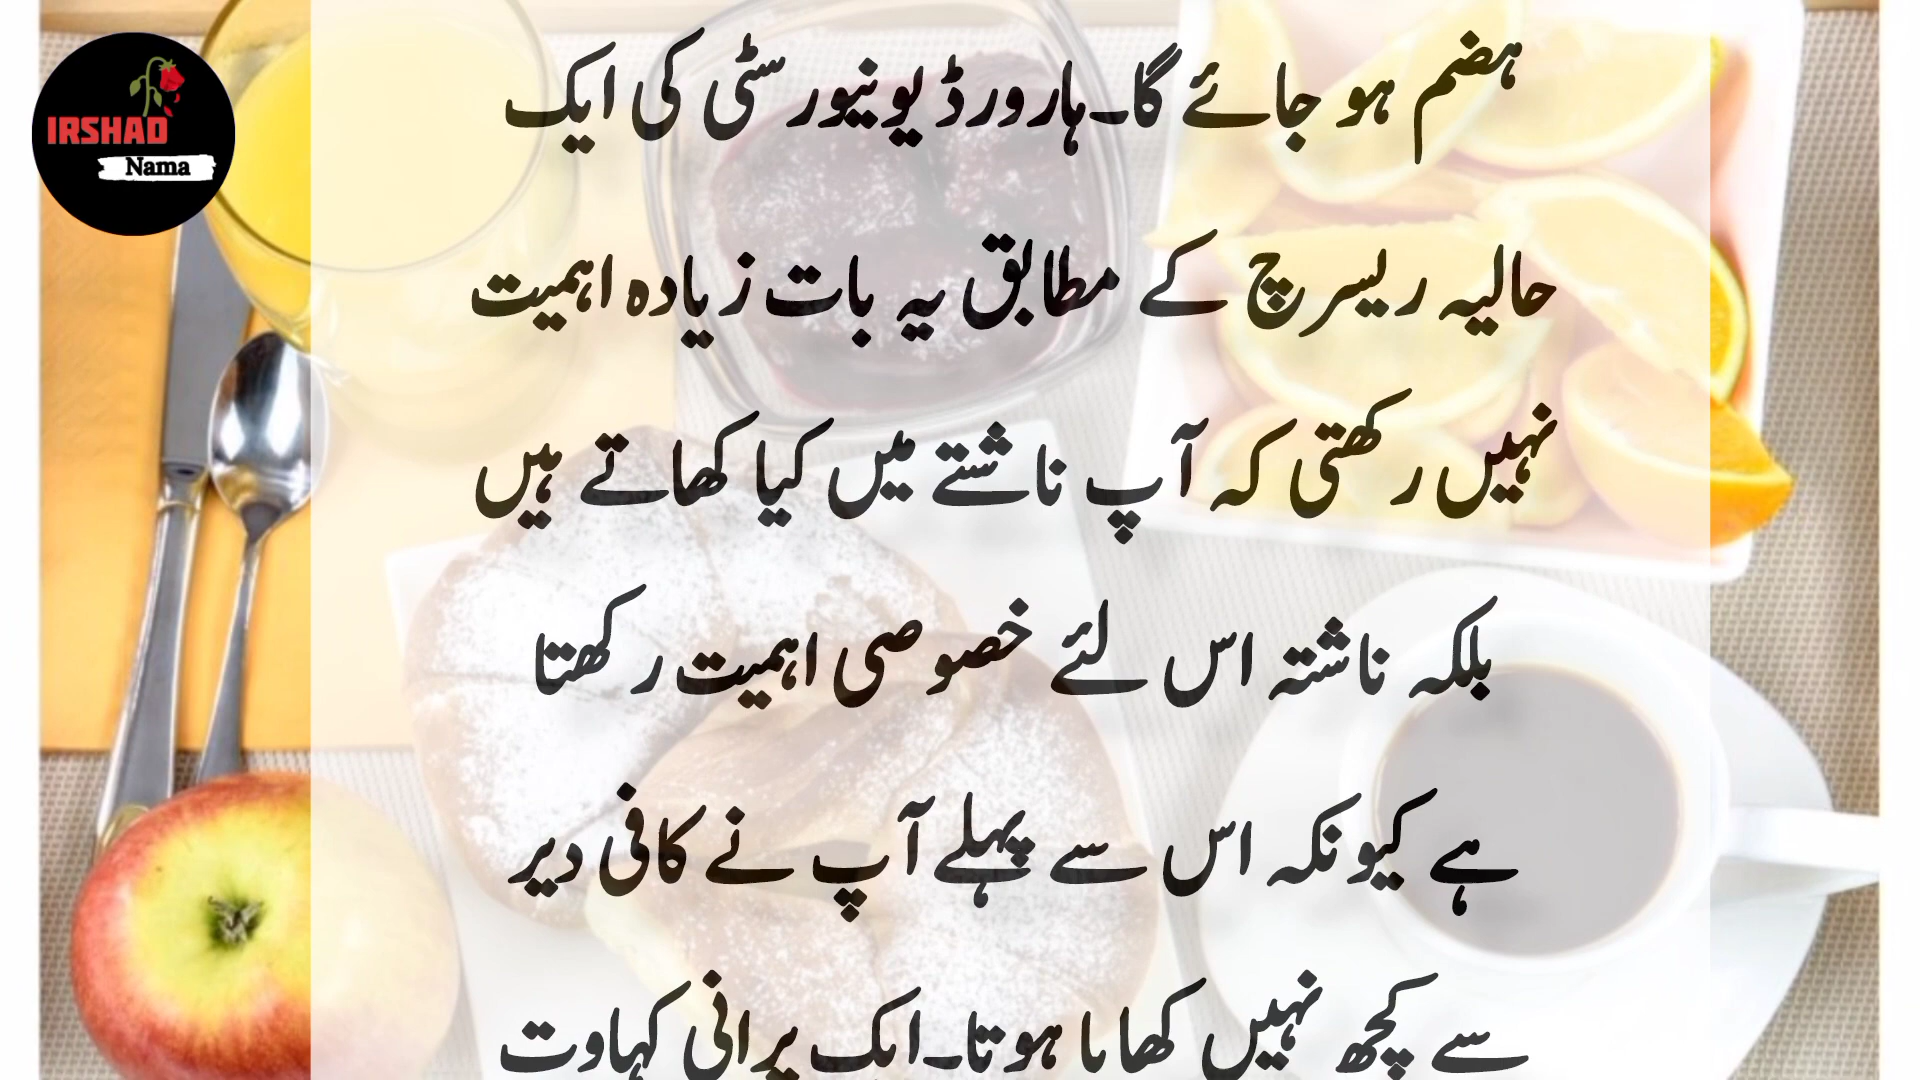 IRSHAD
Nama
ہضم ہو جائے گا۔ہارورڈ یونیورسٹی کی ایک
حالیہ ریسرچ کے مطابق یہ بات زیادہ اہمیت
نہیں رکھتی کہ آپ ناشتے میں کیا کھاتے ہیں
بلکہ ناشتہ اس لئے خصوصی اہمیت رکھتا
ہے کیونکہ اس سے پہلے آپ نے کافی دیر
سے کچھ نہیں کھایا ہوتا۔ایک پرانی کہاوت